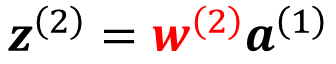 z(2) = w(2)a(1)